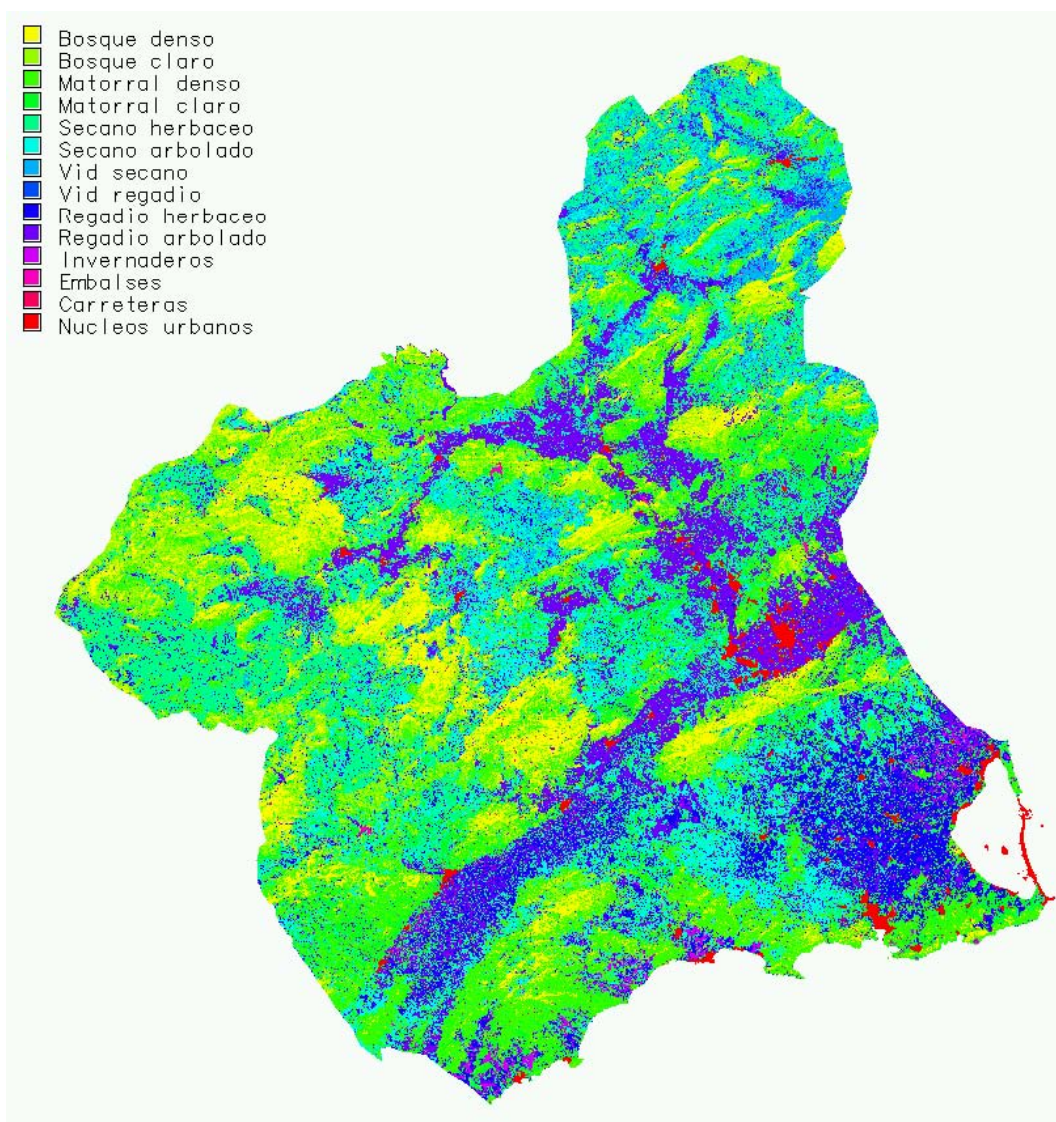 Bosque denso
Bosque claro
Matorral denso
Matorral claro
Secano herbaceo
Secano arbolado
Vid secano
Vid regadio
Regadio herbaceo
Regadio arbolado
Invernaderos
Embalses
Carreteras
Nucleos urbanos